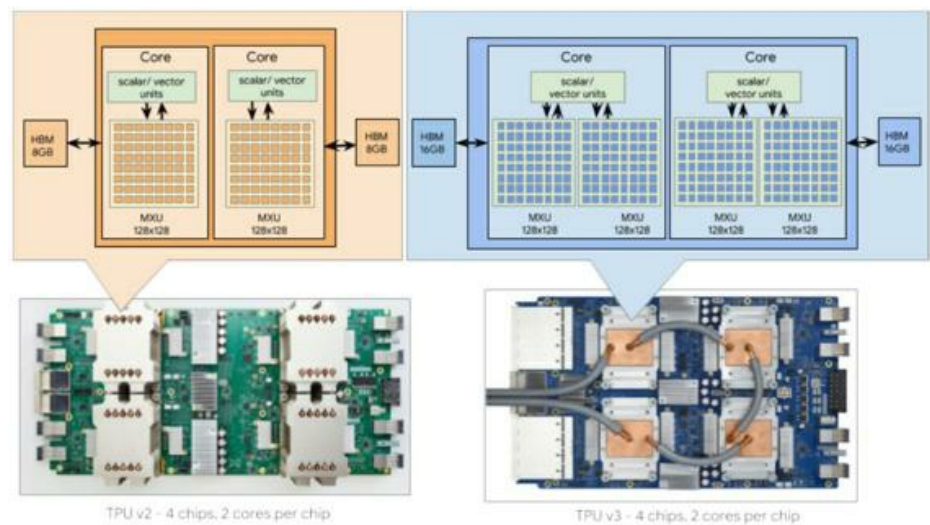 Core
scalar/ vector
units
MXU
128x128
Core
scalar/ vector
units
MXU
128x128
HBM
8GB
HBM
8GB
Core
scalar/
vector units
MXU
128x128
MXU
128x128
Core
scalar/
vector units
MXU
128x128
MXU
128x128
HBM
16GB
HBM
16GB
TPU v2 - 4 chips, 2 cores per chip
TPU v3 - 4 chips, 2 cores per chip